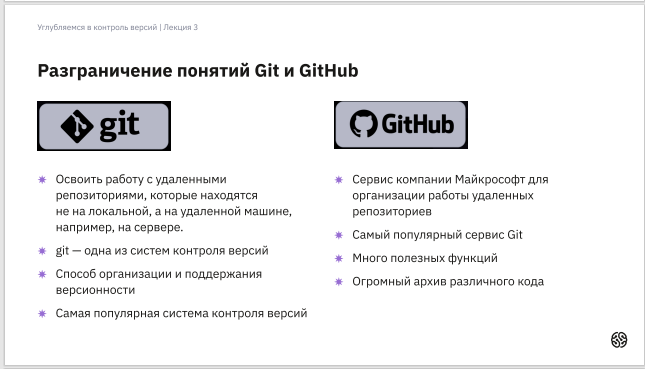 Углубляемся в контроль версий | Лекция 3
Разграничение понятий Git и GitHub
git
Освоить работу с удаленными
репозиториями, которые находятся
не на локальной, а на удаленной машине,
например, на сервере.
git — одна из систем контроля версий
Способ организации и поддержания
версионности
Самая популярная система контроля версий
GitHub
Сервис компании Майкрософт для
организации работы удаленных
репозиториев
Самый популярный сервис Git
Много полезных функций
Огромный архив различного кода